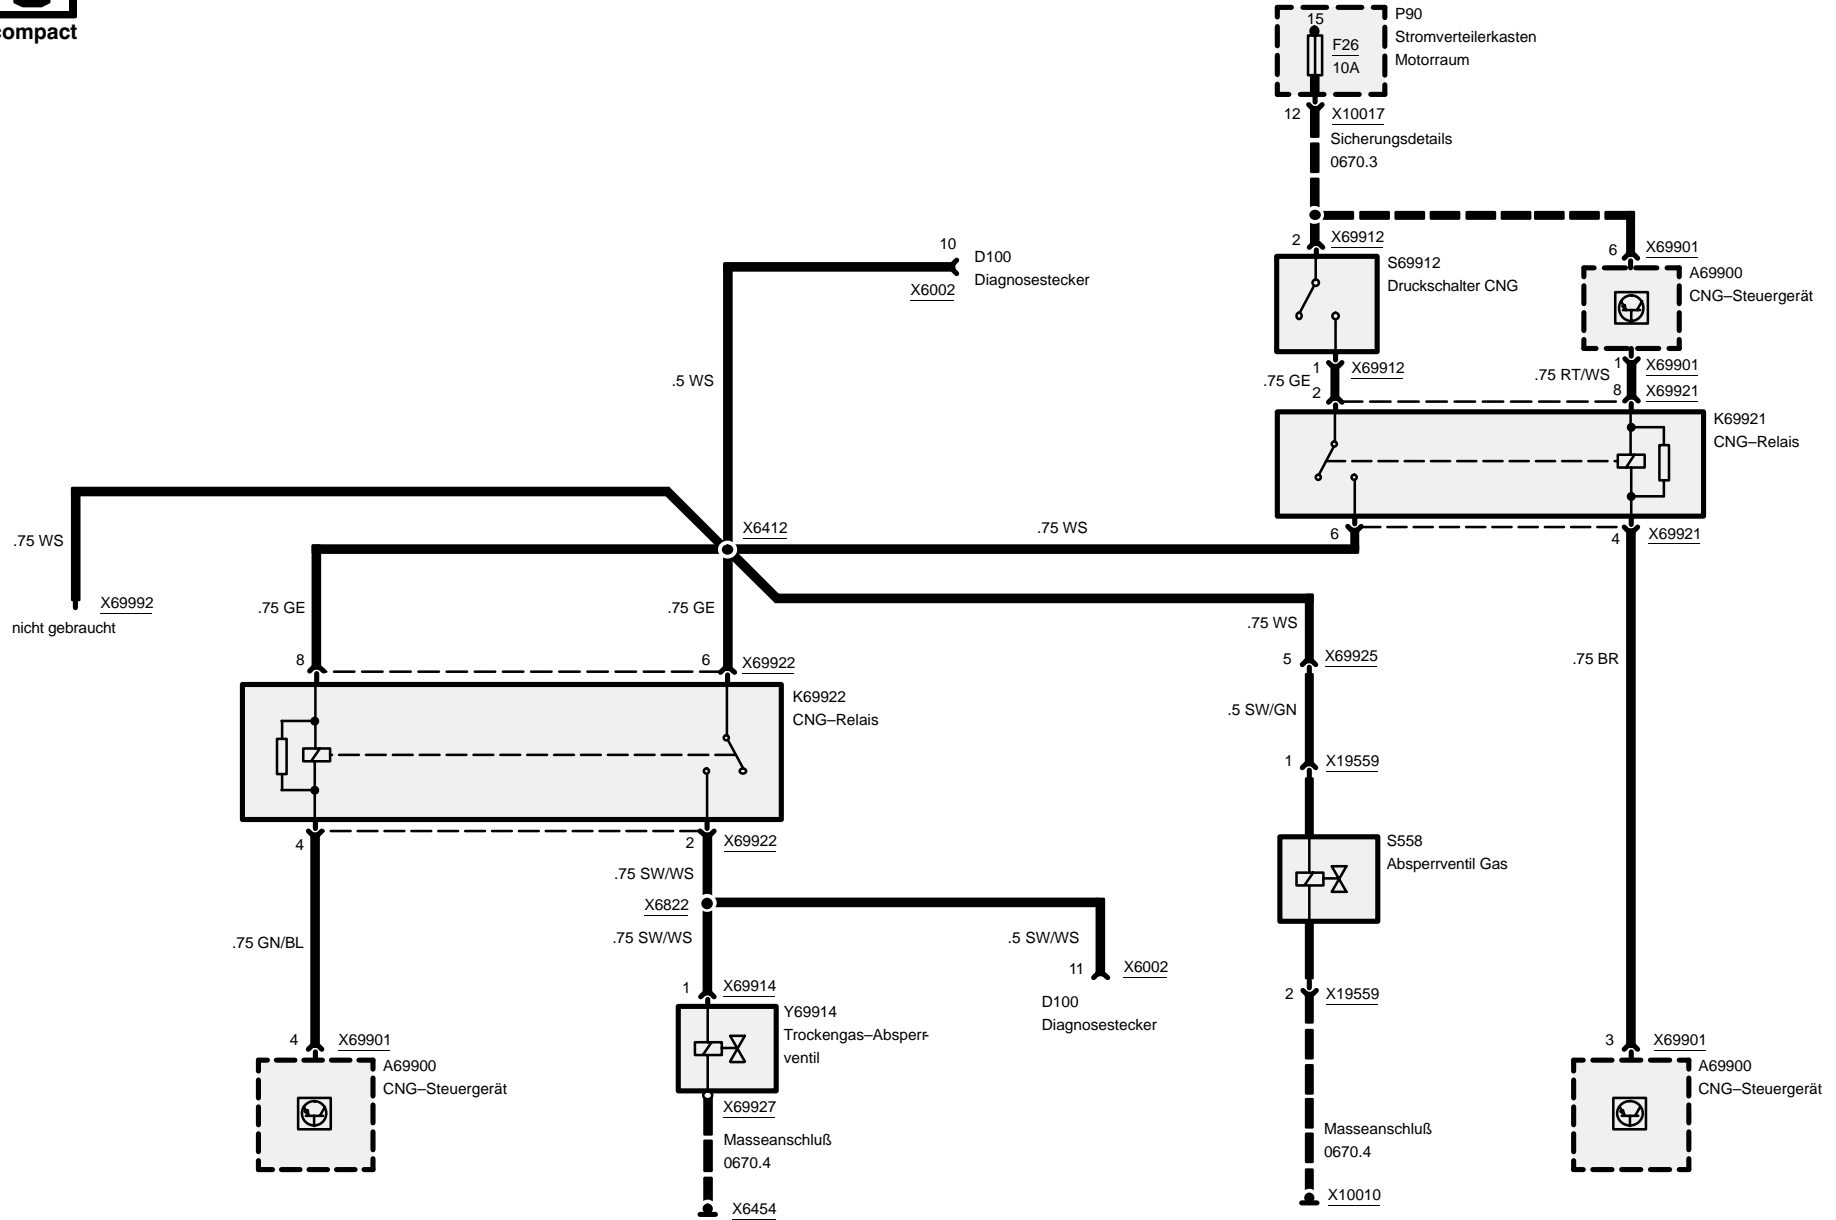 compact
15
F26
10A
P90
Stromverteilerkasten
Motorraum
12
X10017
Sicherungsdetails
0670.3
2
X69912
S69912
Druckschalter CNG
6
X69901
A69900
CNG–Steuergerät
10
D100
Diagnosestecker
X6002
1
X69912
.75 GE
2
.75 RT/WS
1
X69901
8
X69921
K69921
CNG–Relais
.5 WS
X6412
.75 WS
6
4
X69921
.75 WS
X69992
nicht gebraucht
.75 GE
.75 GE
.75 WS
8
6
X69922
5
X69925
.75 BR
K69922
CNG–Relais
.5 SW/GN
1
X19559
4
2
X69922
S558
Absperrventil Gas
.75 SW/WS
X6822
.75 GN/BL
.75 SW/WS
.5 SW/WS
11
X6002
D100
Diagnosestecker
1
X69914
Y69914
Trockengas–Absperr-
ventil
2
X19559
4
X69901
A69900
CNG–Steuergerät
3
X69901
A69900
CNG–Steuergerät
X69927
Masseanschluß
0670.4
X6454
Masseanschluß
0670.4
X10010